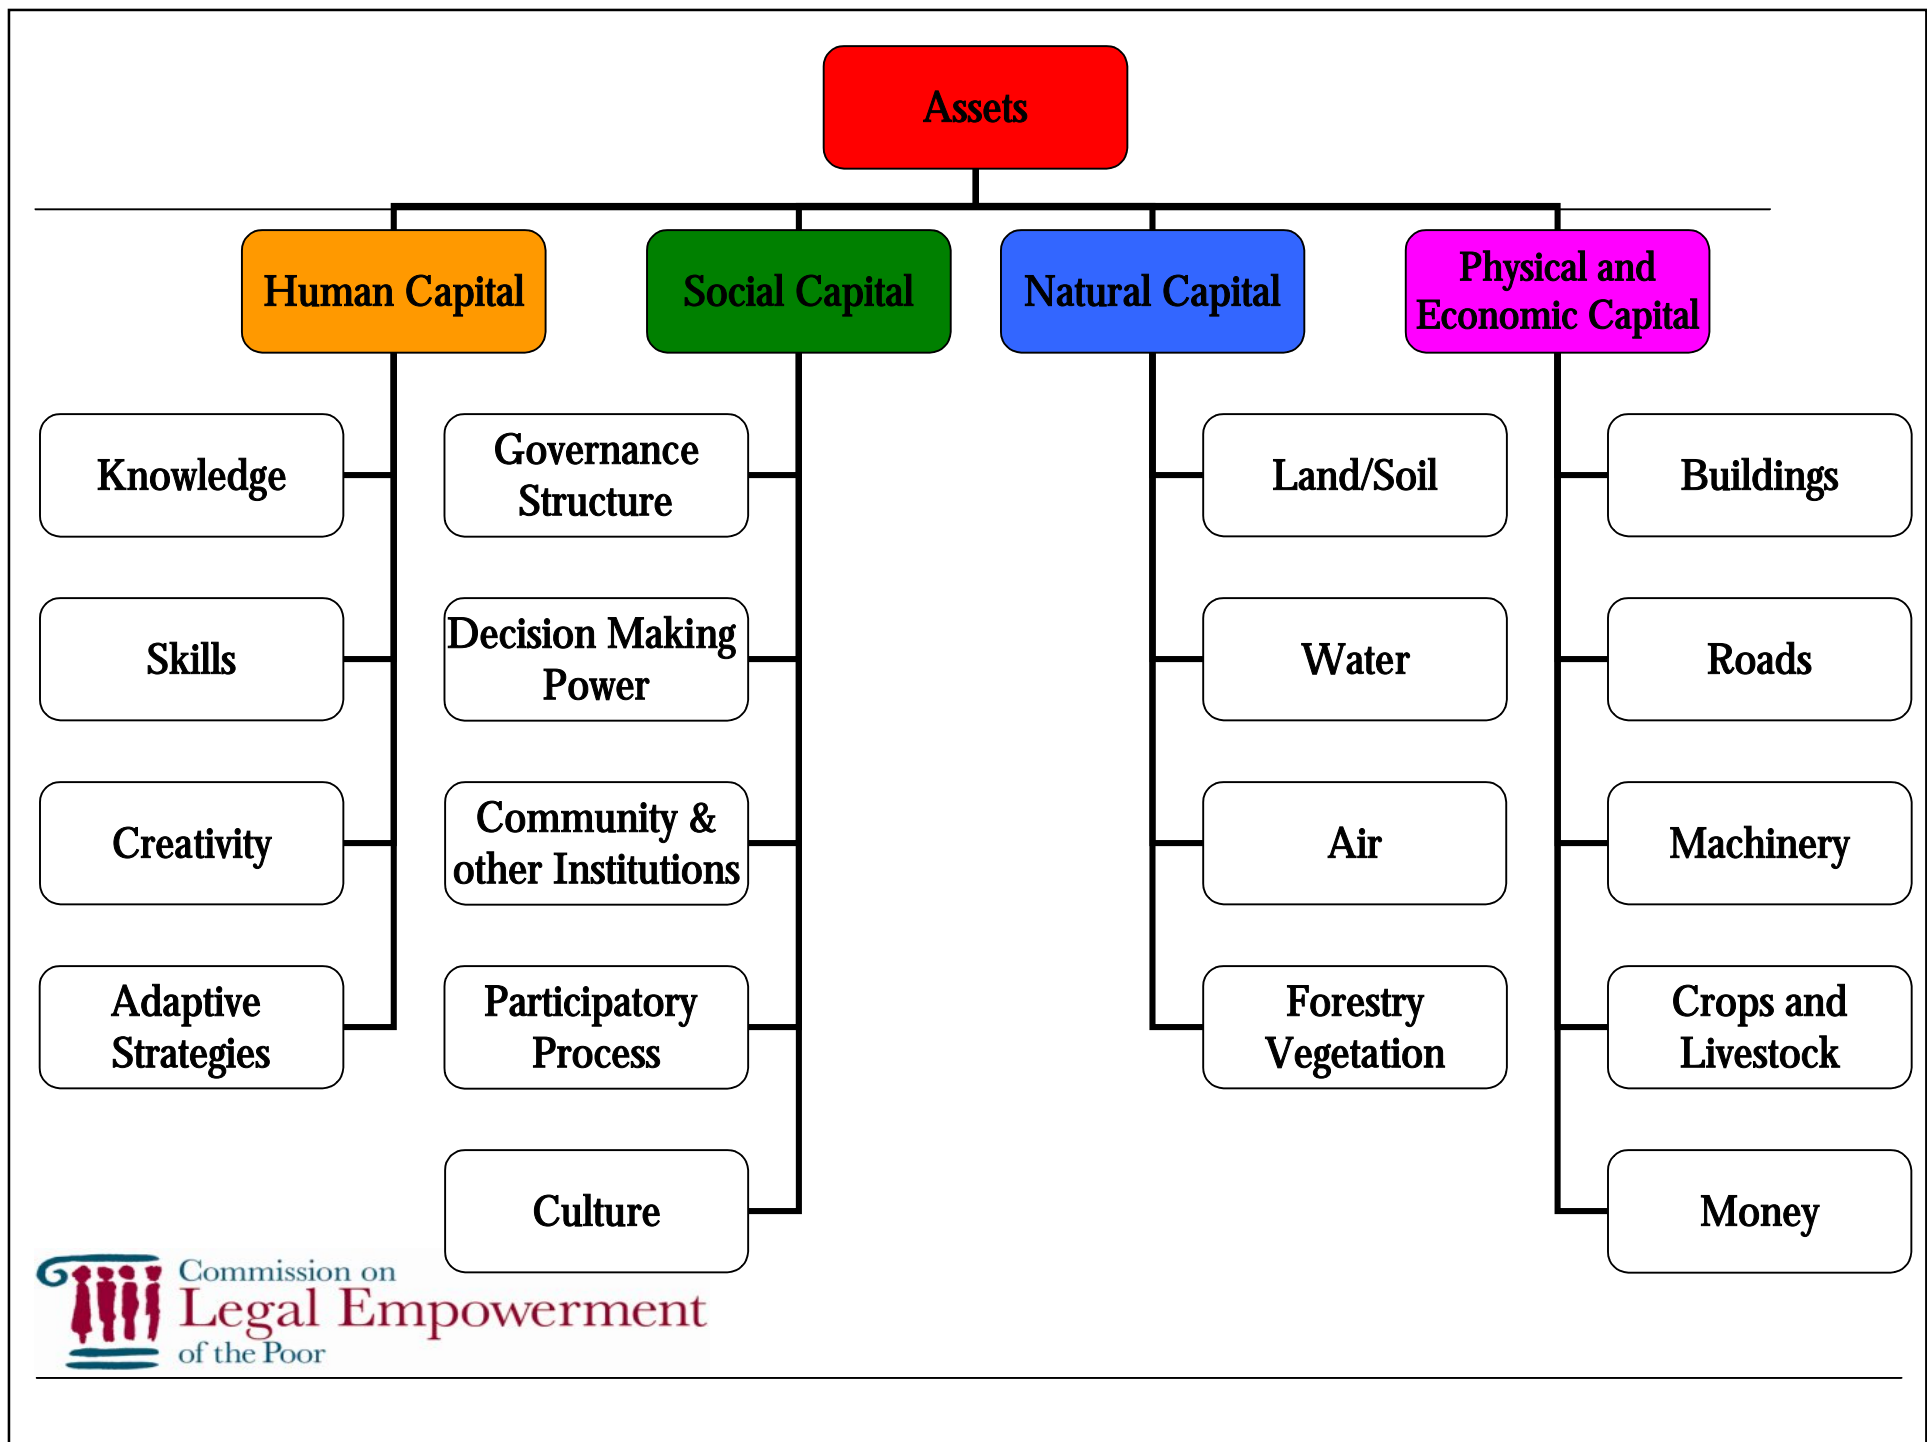 Assets
Human Capital
Social Capital
Natural Capital
Physical and
Economic Capital
Knowledge
Skills
Creativity
Adaptive
Strategies
Governance
Structure
Decision Making
Power
Community &
other Institutions
Participatory
Process
Culture
Land/Soil
Water
Air
Forestry
Vegetation
Buildings
Roads
Machinery
Crops and
Livestock
Money
Commission on
Legal Empowerment
of the Poor